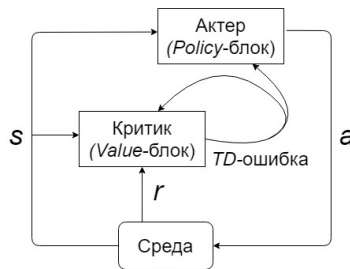 Актер
(Policy-блок)
Критик
(Value-блок)
s
a
TD-ошибка
r
Среда